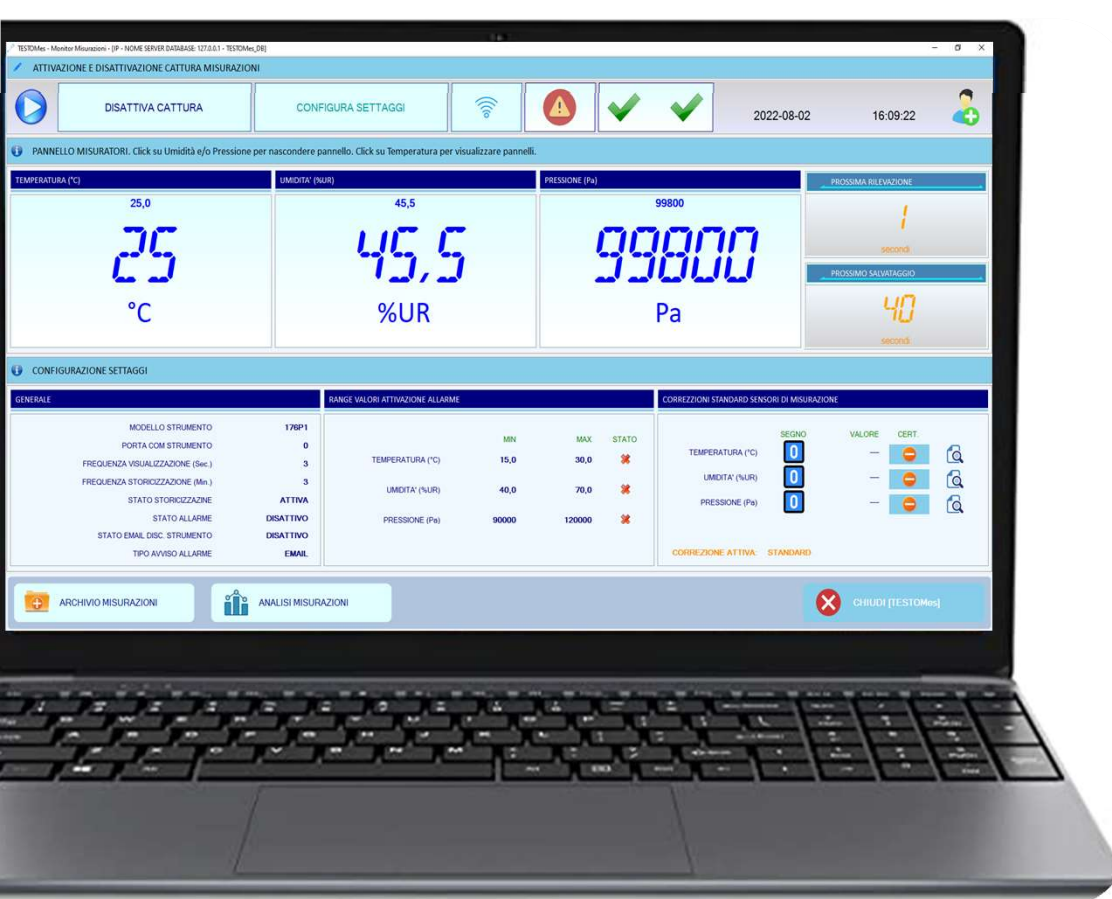 TESTOMes - Monitor Misurazioni - [IP - NOME SERVER DATABASE: 127.0.0.1 - TESTOMes_DB]
ATTIVAZIONE E DISATTIVAZIONE CATTURA MISURAZIONI
DISATTIVA CATTURA
CONFIGURA SETTAGGI
2022-08-02 16:09:22
PANNELLO MISURATORI. Click su Umidità e/o Pressione per nascondere pannello. Click su Temperatura per visualizzare pannelli.
TEMPERATURA (°C)
25,0
25
°C
UMIDITA' (%UR)
45,5
45,5
%UR
PRESSIONE (Pa)
99800
99800
Pa
PROSSIMA RILEVAZIONE
1
secondi
PROSSIMO SALVATAGGIO
40
secondi
CONFIGURAZIONE SETTAGGI
GENERALE
MODELLO STRUMENTO 176P1
PORTA COM STRUMENTO 0
FREQUENZA VISUALIZZAZIONE (Sec.) 3
FREQUENZA STORICIZZAZIONE (Min.) 3
STATO STORICIZZAZINE ATTIVA
STATO ALLARME DISATTIVO
STATO EMAIL DISC. STRUMENTO DISATTIVO
TIPO AVVISO ALLARME EMAIL
RANGE VALORI ATTIVAZIONE ALLARME
MIN MAX STATO
TEMPERATURA (°C) 15,0 30,0
UMIDITA' (%UR) 40,0 70,0
PRESSIONE (Pa) 90000 120000
CORREZZIONI STANDARD SENSORI DI MISURAZIONE
SEGNO VALORE CERT.
TEMPERATURA (°C) 0 ---
UMIDITA' (%UR) 0 ---
PRESSIONE (Pa) 0 ---
CORREZIONE ATTIVA: STANDARD
ARCHIVIO MISURAZIONI
ANALISI MISURAZIONI
CHIUDI [TESTOMes]